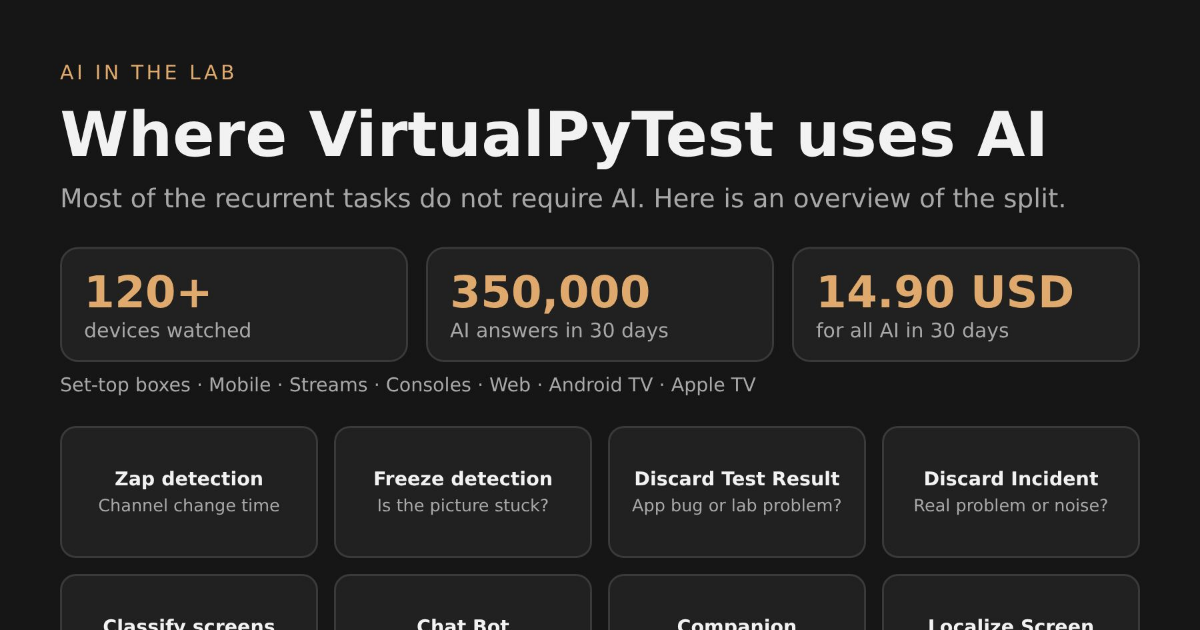 AI IN THE LAB
Where VirtualPyTest uses AI
Most of the recurrent tasks do not require AI. Here is an overview of the split.
120+
devices watched
350,000
AI answers in 30 days
14.90 USD
for all AI in 30 days
Set-top boxes · Mobile · Streams · Consoles · Web · Android TV · Apple TV
Zap detection
Channel change time
Freeze detection
Is the picture stuck?
Discard Test Result
App bug or lab problem?
Discard Incident
Real problem or noise?
Classify screens
Chat Bot
Companion
Localize Screen